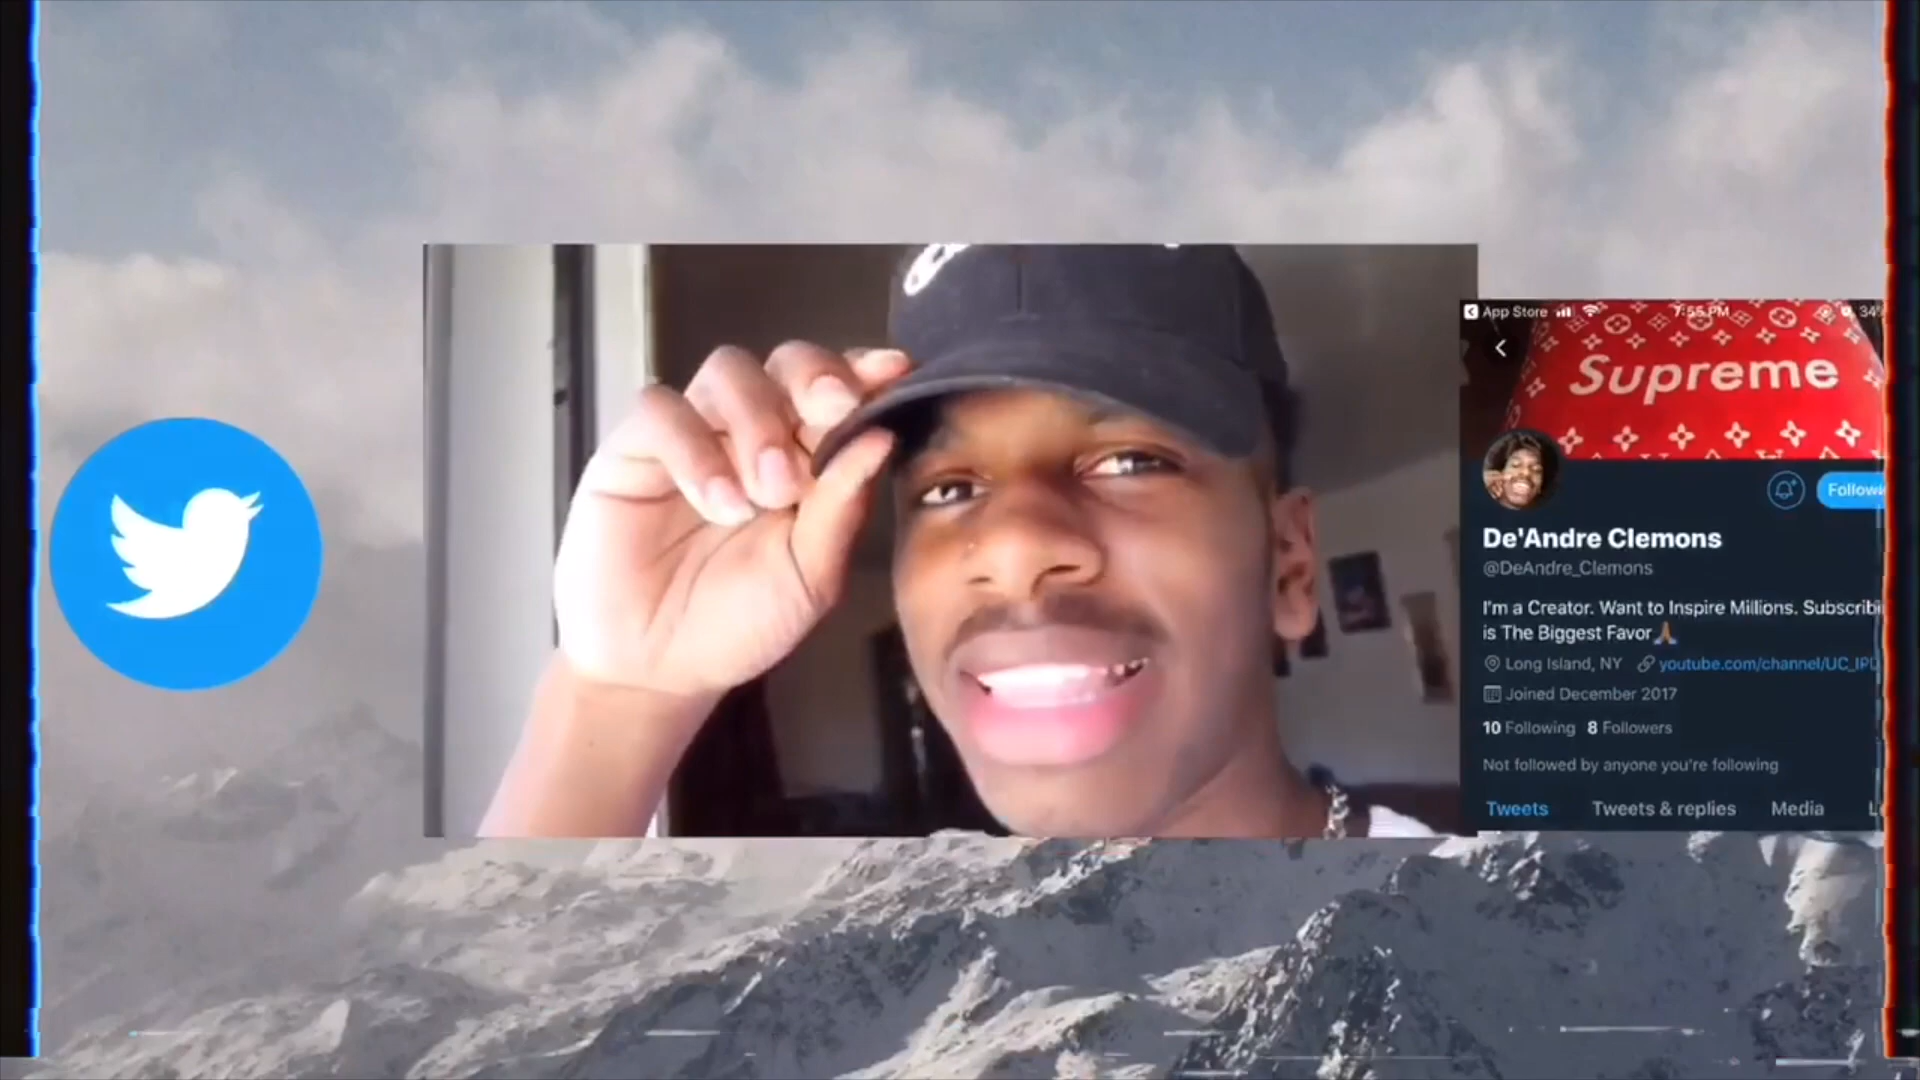 App Store 7:55 PM 34%
Supreme
De'Andre Clemons
@DeAndre_Clemons
I'm a Creator. Want to Inspire Millions.
is The Biggest Favor🙏🏾
Long Island, NY youtube.com/channel/UC_IP
Joined December 2017
10 Following 8 Followers
Not followed by anyone you're following
Tweets Tweets & replies Media